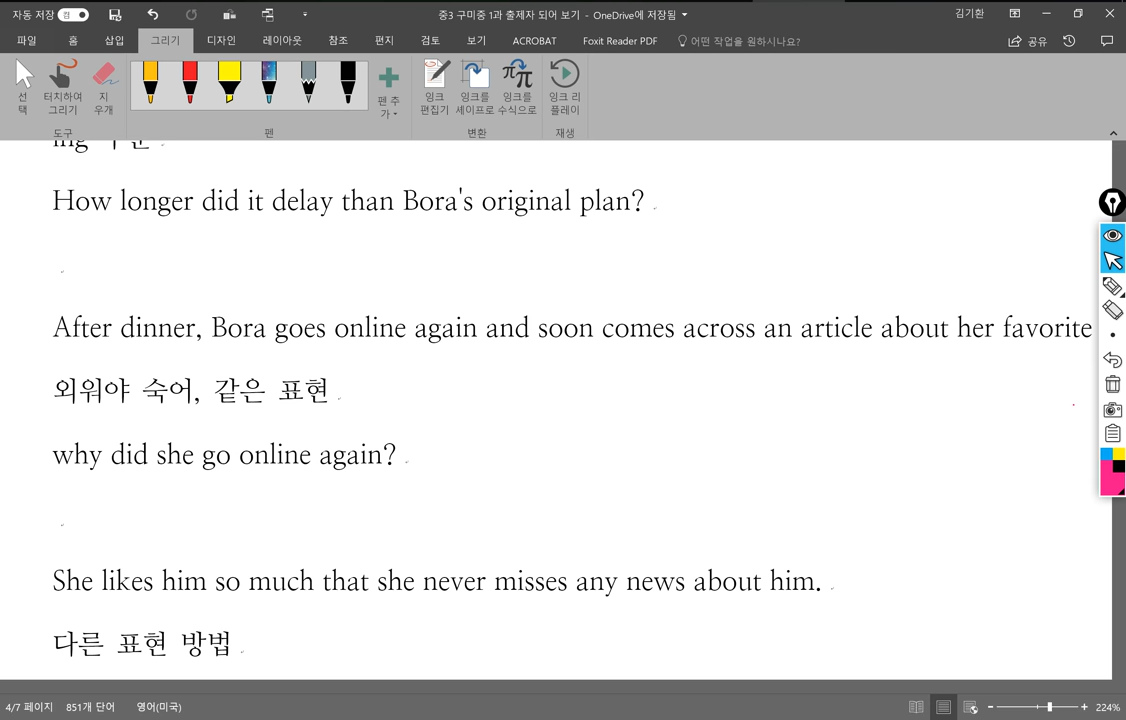 자동 저장 켬 중3 구미중 1과 출제자 되어 보기 - OneDrive에 저장됨 김기환
파일 홈 삽입 그리기 디자인 레이아웃 참조 편지 검토 보기 ACROBAT Foxit Reader PDF 어떤 작업을 원하시나요? 공유
선택 터치하여 그리기 지우개 펜 추가 잉크 편집기 잉크를 셰이프로 잉크를 수식으로 잉크 리플레이
도구 펜 변환 재생
How longer did it delay than Bora's original plan?
After dinner, Bora goes online again and soon comes across an article about her favorite
외워야 숙어, 같은 표현
why did she go online again?
She likes him so much that she never misses any news about him.
다른 표현 방법
4/7 페이지 851개 단어 영어(미국) 224%